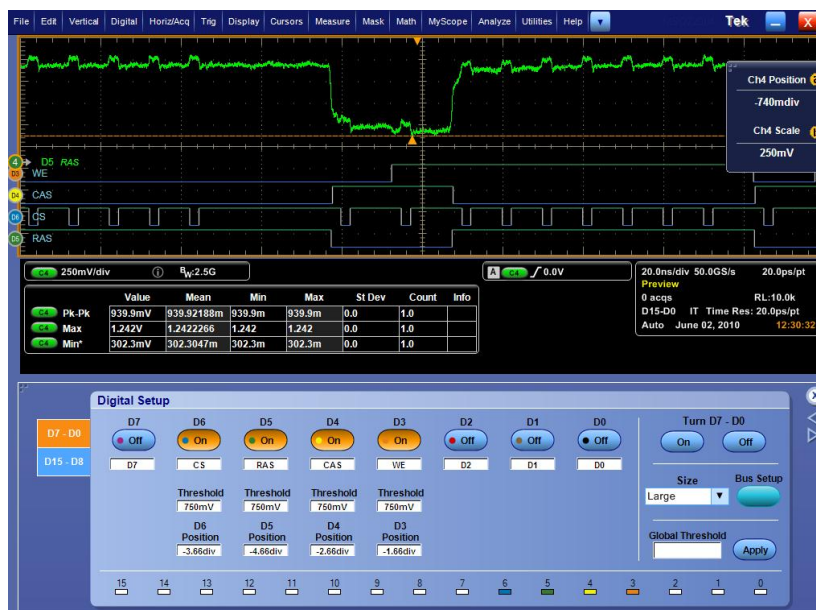 File Edit Vertical Digital Horiz/Acq Trig Display Cursors Measure Mask Math MyScope Analyze Utilities Help Tek X
Ch4 Position
-740mdiv
Ch4 Scale
250mV
4 D5 RAS
D3 WE
D4 CAS
D6 CS
D5 RAS
C4 250mV/div BW:2.5G
A C4 0.0V
20.0ns/div 50.0GS/s 20.0ps/pt
Preview
0 acqs RL:10.0k
D15-D0 IT Time Res: 20.0ps/pt
Auto June 02, 2010 12:30:32
Value Mean Min Max St Dev Count Info
C4 Pk-Pk 939.9mV 939.92188m 939.9m 939.9m 0.0 1.0
C4 Max 1.242V 1.2422266 1.242 1.242 0.0 1.0
C4 Min* 302.3mV 302.3047m 302.3m 302.3m 0.0 1.0
Digital Setup
D7 - D0
D15 - D8
D7 D6 D5 D4 D3 D2 D1 D0
Off On On On On Off Off Off
D7 CS RAS CAS WE D2 D1 D0
Threshold Threshold Threshold Threshold
750mV 750mV 750mV 750mV
D6 D5 D4 D3
Position Position Position Position
-3.66div -4.66div -2.66div -1.66div
Turn D7 - D0
On Off
Size Bus Setup
Large
Global Threshold
Apply
15 14 13 12 11 10 9 8 7 6 5 4 3 2 1 0